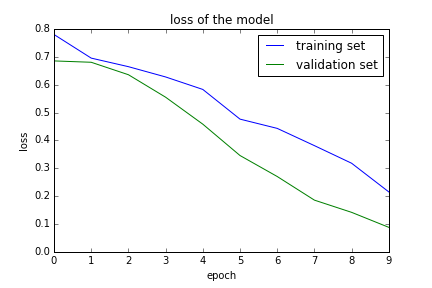 loss of the model
training set
validation set
loss
0.8
0.7
0.6
0.5
0.4
0.3
0.2
0.1
0.0
0 1 2 3 4 5 6 7 8 9
epoch